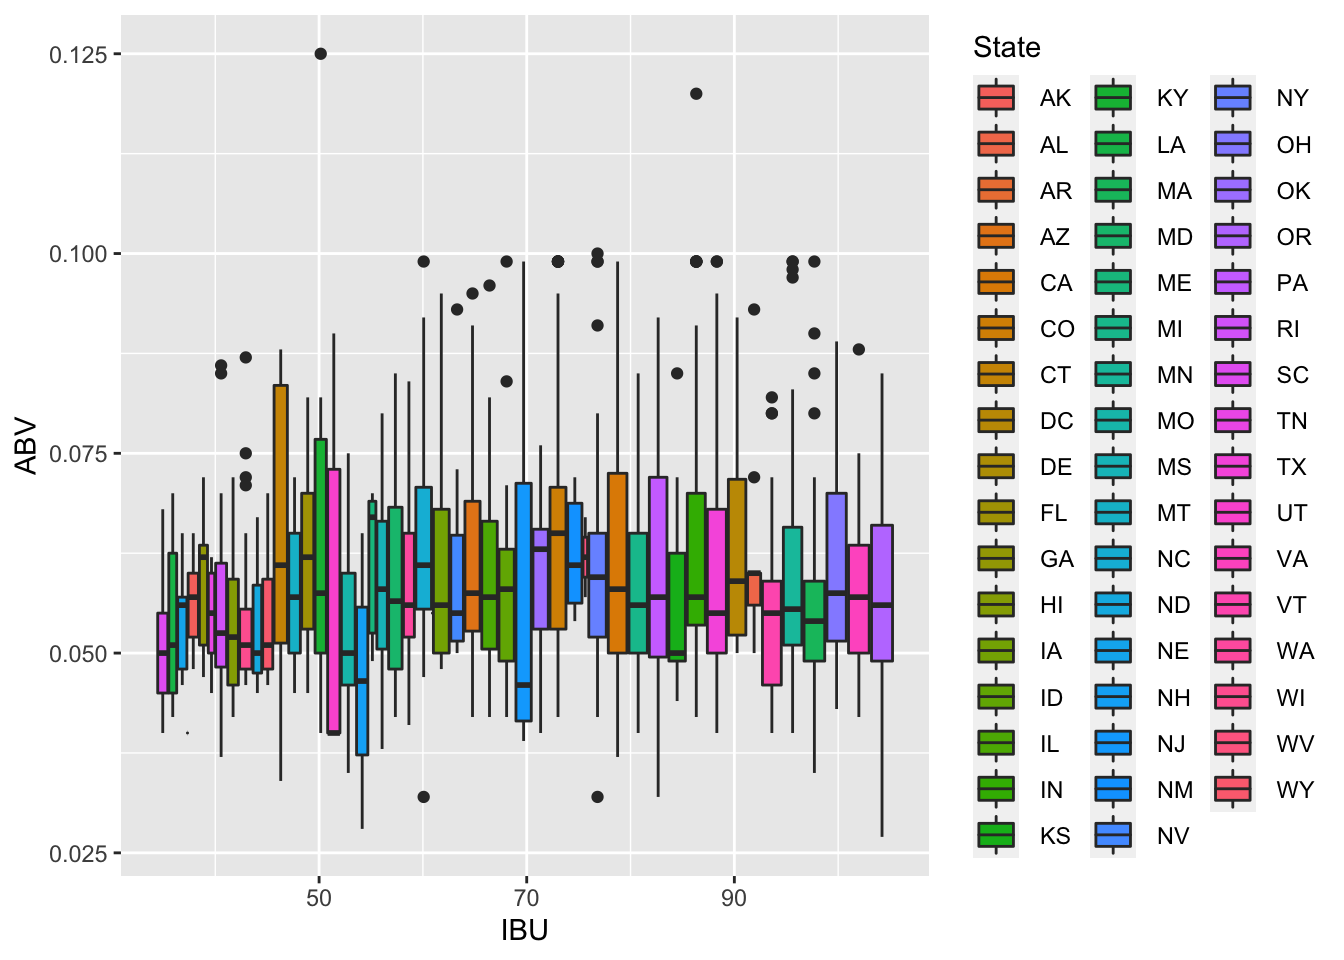 0.125
0.100
0.075
0.050
0.025
ABV
50 70 90
IBU
State
AK KY NY
AL LA OH
AR MA OK
AZ MD OR
CA ME PA
CO MI RI
CT MN SC
DC MO TN
DE MS TX
FL MT UT
GA NC VA
HI ND VT
IA NE WA
ID NH WI
IL NJ WV
IN NM WY
KS NV